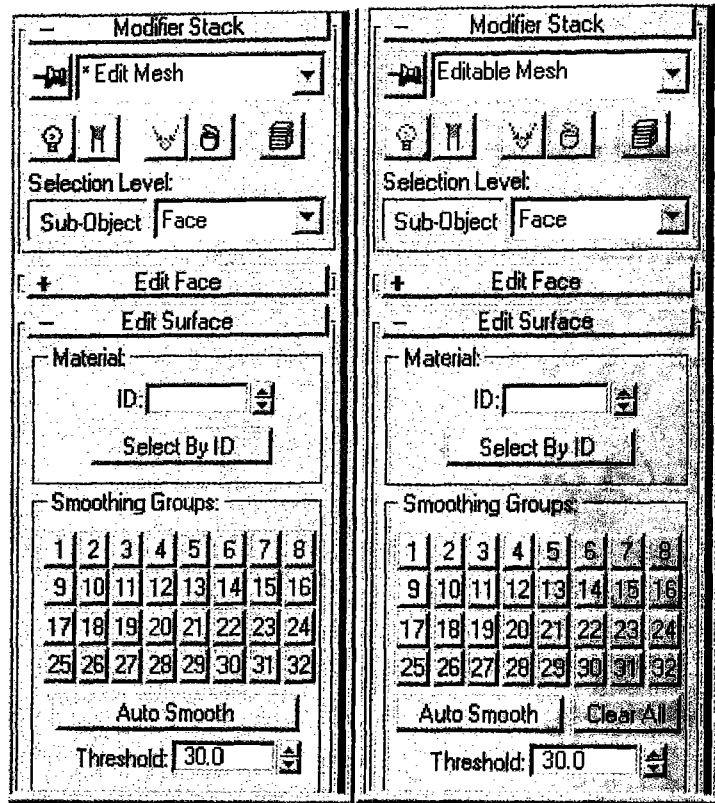 Modifier Stack
* Edit Mesh
Selection Level:
Sub-Object Face
+ Edit Face
Edit Surface
Material:
ID:
Select By ID
Smoothing Groups:
1 2 3 4 5 6 7 8
9 10 11 12 13 14 15 16
17 18 19 20 21 22 23 24
25 26 27 28 29 30 31 32
Auto Smooth
Threshold: 30.0
Modifier Stack
Editable Mesh
Selection Level:
Sub-Object Face
+ Edit Face
Edit Surface
Material:
ID:
Select By ID
Smoothing Groups:
1 2 3 4 5 6 7 8
9 10 11 12 13 14 15 16
17 18 19 20 21 22 23 24
25 26 27 28 29 30 31 32
Auto Smooth Clear All
Threshold: 30.0